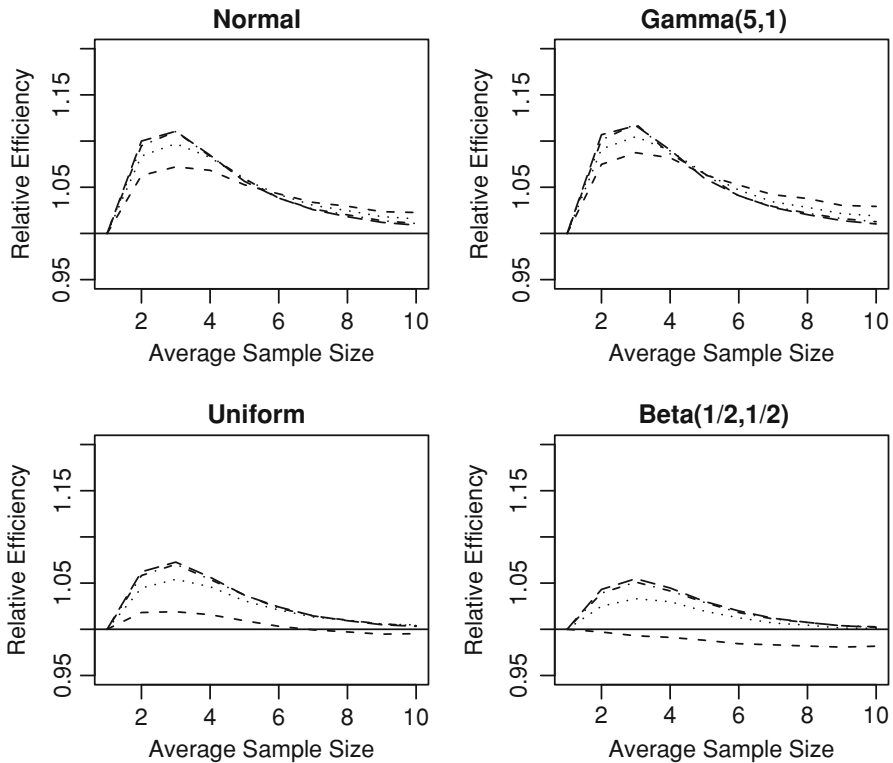 Normal
Relative Efficiency
0.95 1.05 1.15
2 4 6 8 10
Average Sample Size
Gamma(5,1)
Relative Efficiency
0.95 1.05 1.15
2 4 6 8 10
Average Sample Size
Uniform
Relative Efficiency
0.95 1.05 1.15
2 4 6 8 10
Average Sample Size
Beta(1/2,1/2)
Relative Efficiency
0.95 1.05 1.15
2 4 6 8 10
Average Sample Size